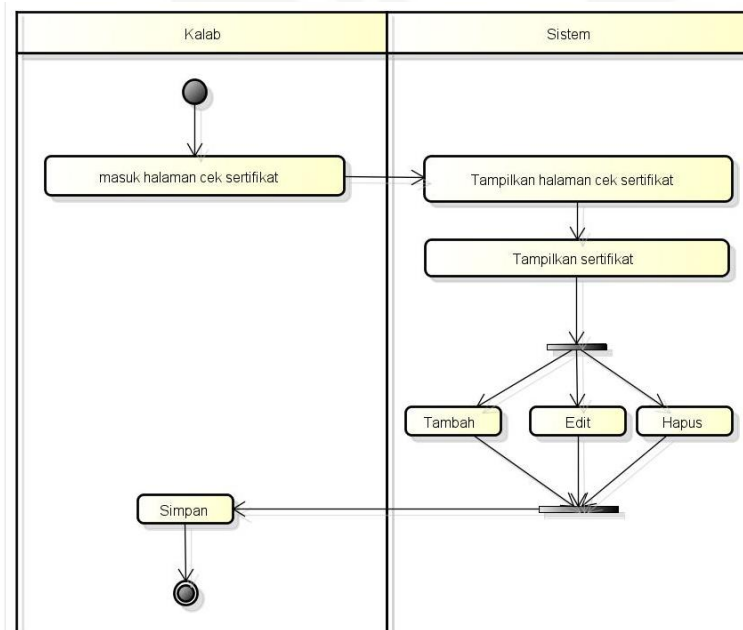 Kalab
Sistem
masuk halaman cek sertifikat
Tampilkan halaman cek sertifikat
Tampilkan sertifikat
Tambah
Edit
Hapus
Simpan